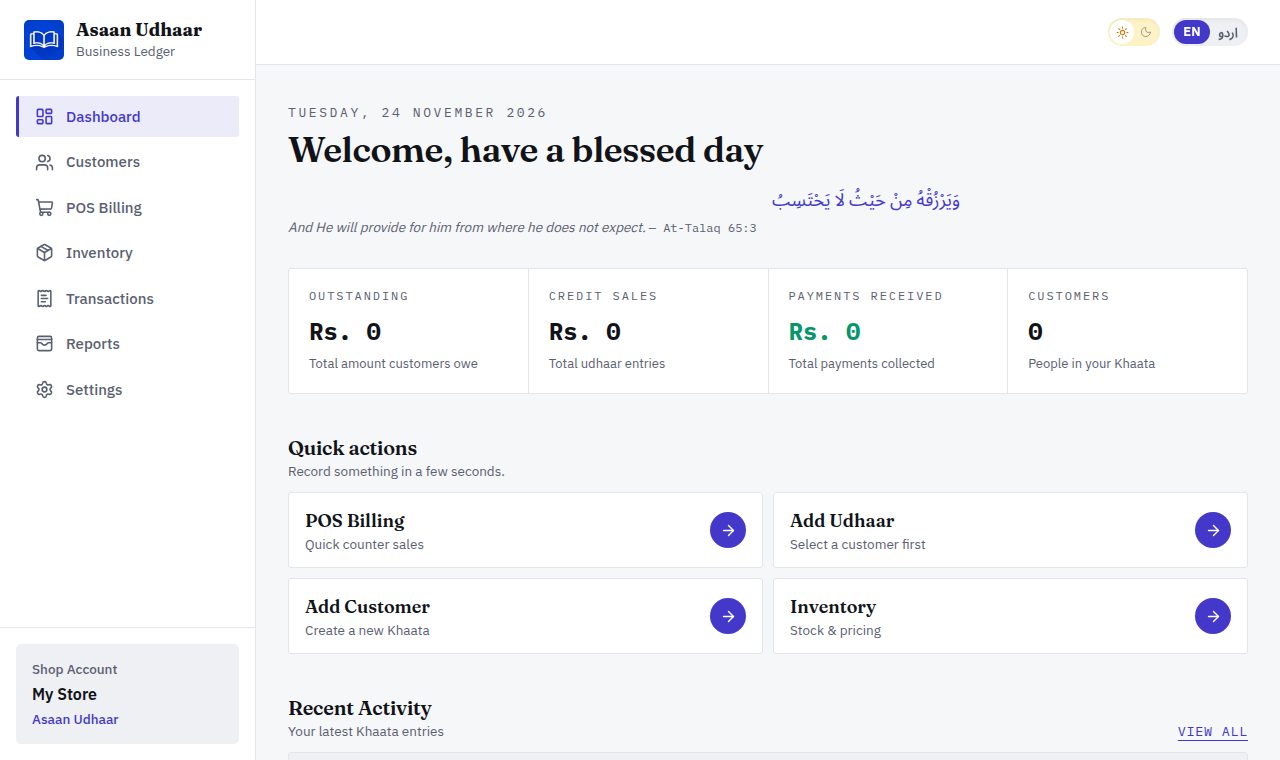 Asaan Udhaar
Business Ledger
Dashboard
Customers
POS Billing
Inventory
Transactions
Reports
Settings
Shop Account
My Store
Asaan Udhaar
EN اردو
TUESDAY, 24 NOVEMBER 2026
Welcome, have a blessed day
وَيَرْزُقْهُ مِنْ حَيْثُ لَا يَحْتَسِبُ
And He will provide for him from where he does not expect. — At-Talaq 65:3
OUTSTANDING
Rs. 0
Total amount customers owe
CREDIT SALES
Rs. 0
Total udhaar entries
PAYMENTS RECEIVED
Rs. 0
Total payments collected
CUSTOMERS
0
People in your Khaata
Quick actions
Record something in a few seconds.
POS Billing
Quick counter sales
Add Udhaar
Select a customer first
Add Customer
Create a new Khaata
Inventory
Stock & pricing
Recent Activity
Your latest Khaata entries
VIEW ALL